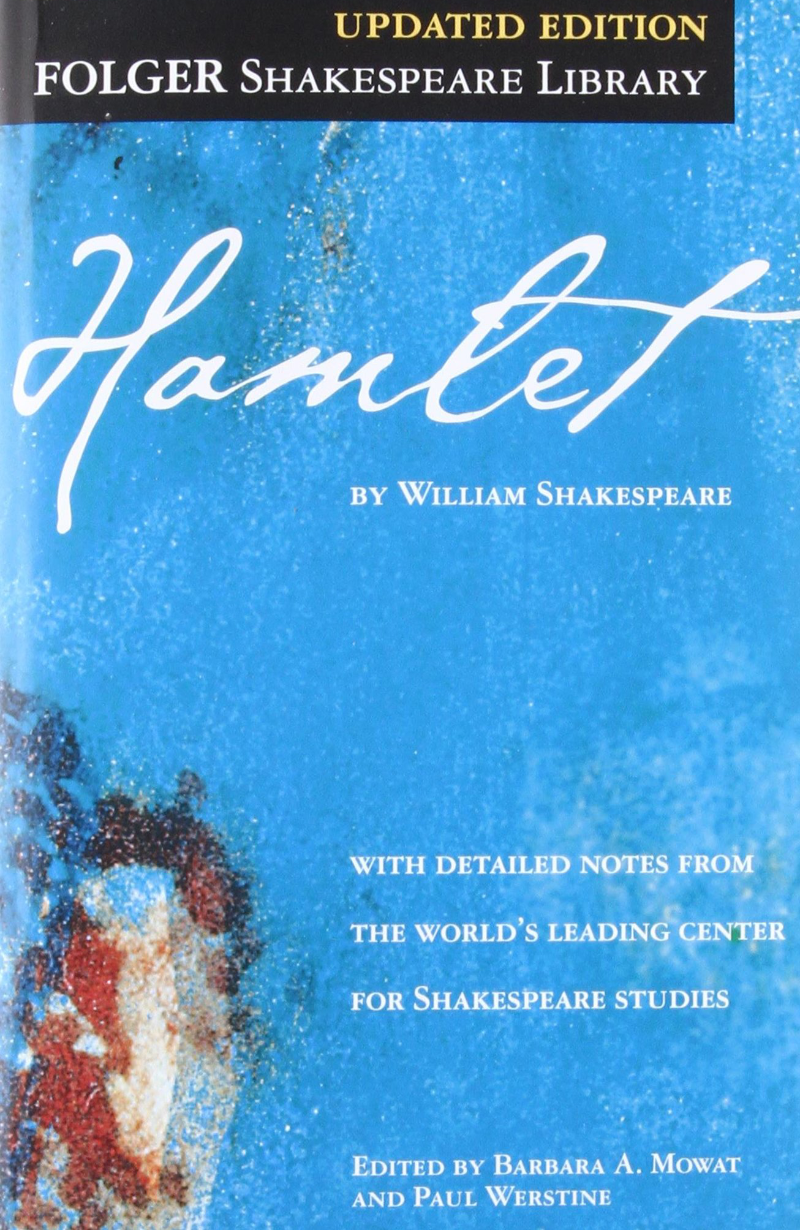 UPDATED EDITION
FOLGER SHAKESPEARE LIBRARY
Hamlet
BY WILLIAM SHAKESPEARE
WITH DETAILED NOTES FROM
THE WORLD'S LEADING CENTER
FOR SHAKESPEARE STUDIES
EDITED BY BARBARA A. MOWAT
AND PAUL WERSTINE